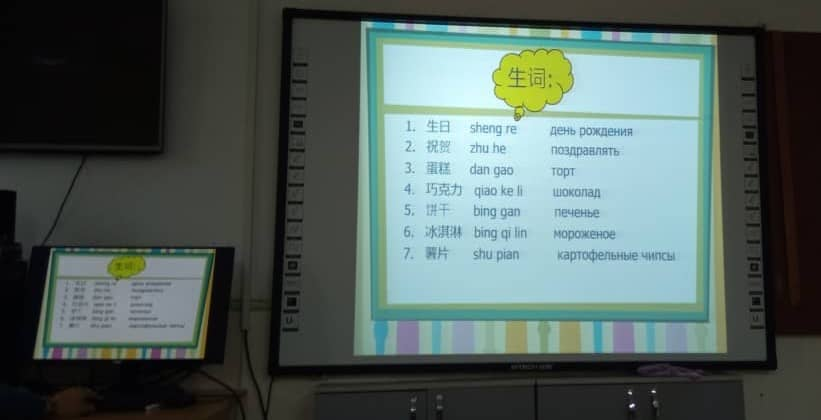 生词:
1. 生日 sheng re день рождения
2. 祝贺 zhu he поздравлять
3. 蛋糕 dan gao торт
4. 巧克力 qiao ke li шоколад
5. 饼干 bing gan печенье
6. 冰淇淋 bing qi lin мороженое
7. 薯片 shu pian картофельные чипсы